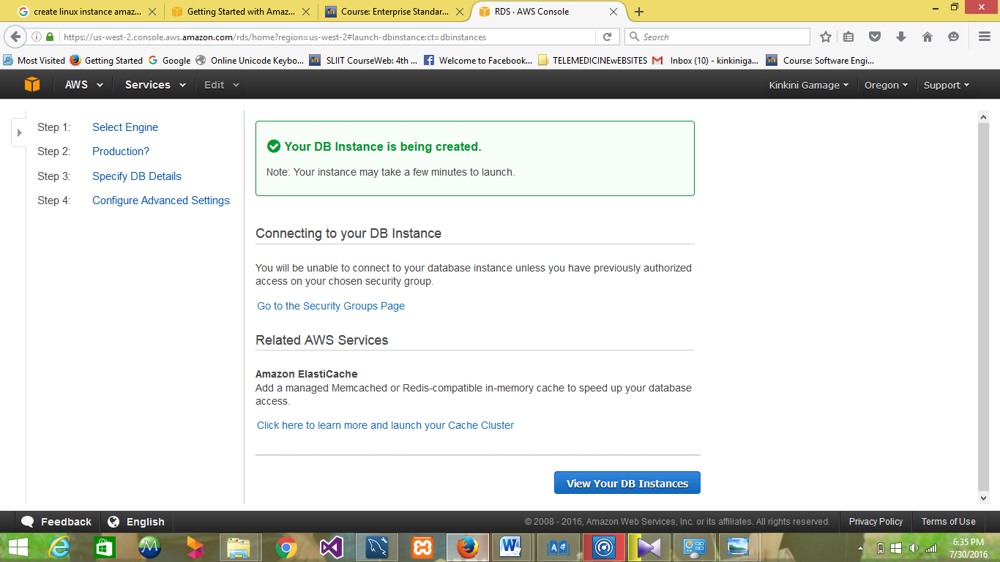 create linux instance amaz...
Getting Started with Amaz...
Course: Enterprise Standar...
RDS · AWS Console
https://us-west-2.console.aws.amazon.com/rds/home?region=us-west-2#launch-dbinstance:ct=dbinstances
Search
Most Visited
Getting Started
Google
Online Unicode Keybo...
SLIIT CourseWeb: 4th ...
Welcome to Facebook...
TELEMEDICINEwEBSITES
Inbox (10) - kinkiniga...
Course: Software Engi...
AWS
Services
Edit
Kinkini Gamage
Oregon
Support
Step 1: Select Engine
Step 2: Production?
Step 3: Specify DB Details
Step 4: Configure Advanced Settings
Your DB Instance is being created.
Note: Your instance may take a few minutes to launch.
Connecting to your DB Instance
You will be unable to connect to your database instance unless you have previously authorized
access on your chosen security group.
Go to the Security Groups Page
Related AWS Services
Amazon ElastiCache
Add a managed Memcached or Redis-compatible in-memory cache to speed up your database
access.
Click here to learn more and launch your Cache Cluster
View Your DB Instances
Feedback
English
© 2008 - 2016, Amazon Web Services, Inc. or its affiliates. All rights reserved.
Privacy Policy
Terms of Use
6:35 PM
7/30/2016